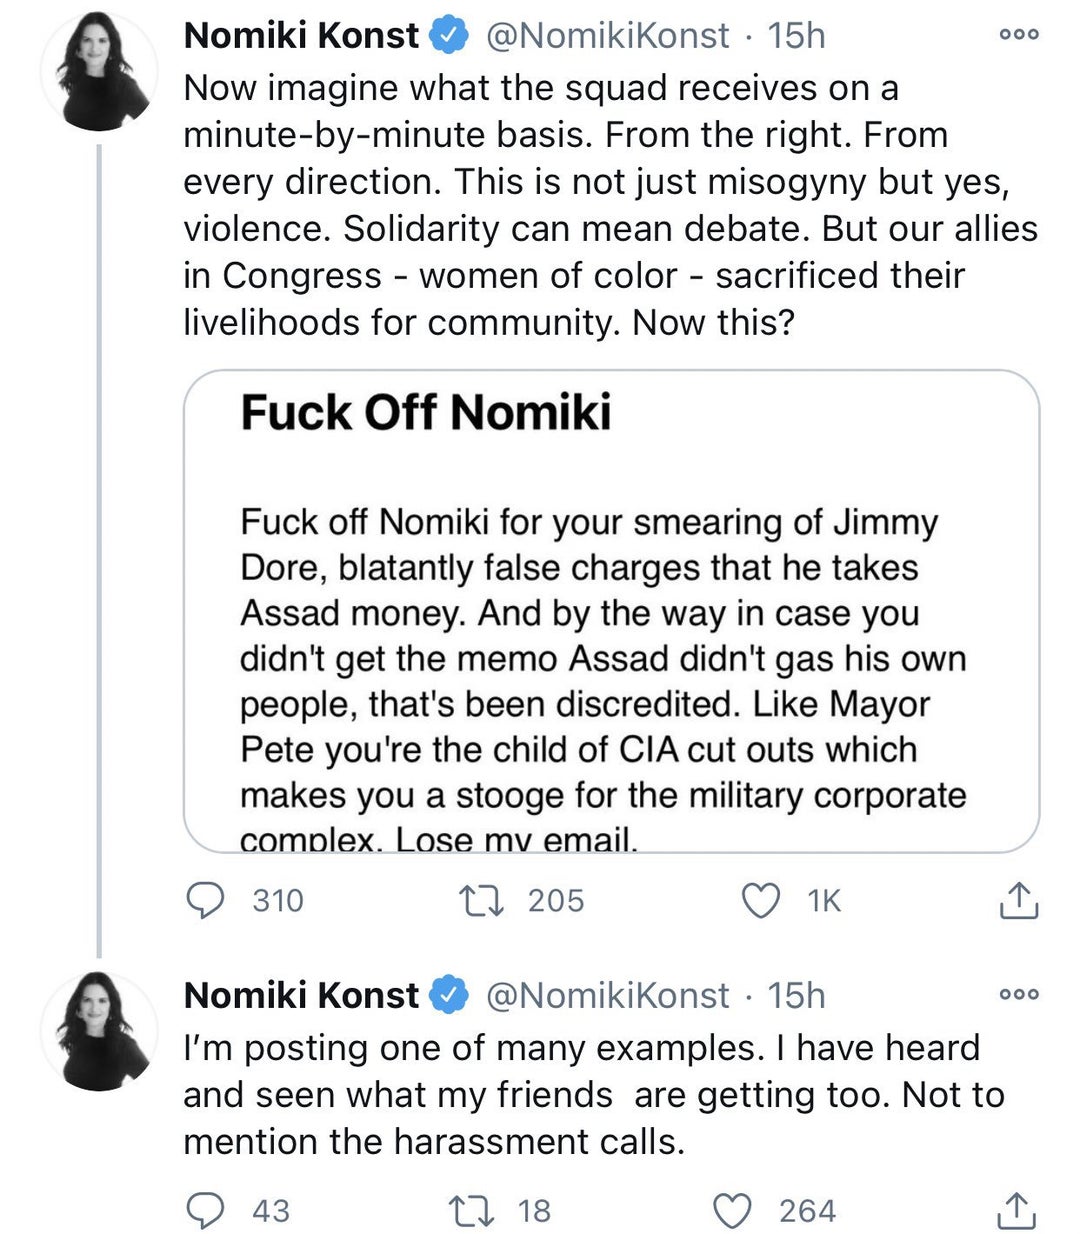 Nomiki Konst @NomikiKonst · 15h
Now imagine what the squad receives on a
minute-by-minute basis. From the right. From
every direction. This is not just misogyny but yes,
violence. Solidarity can mean debate. But our allies
in Congress - women of color - sacrificed their
livelihoods for community. Now this?
Fuck Off Nomiki
Fuck off Nomiki for your smearing of Jimmy
Dore, blatantly false charges that he takes
Assad money. And by the way in case you
didn't get the memo Assad didn't gas his own
people, that's been discredited. Like Mayor
Pete you're the child of CIA cut outs which
makes you a stooge for the military corporate
complex. Lose my email.
310 205 1K
Nomiki Konst @NomikiKonst · 15h
I'm posting one of many examples. I have heard
and seen what my friends  are getting too. Not to
mention the harassment calls.
43 18 264